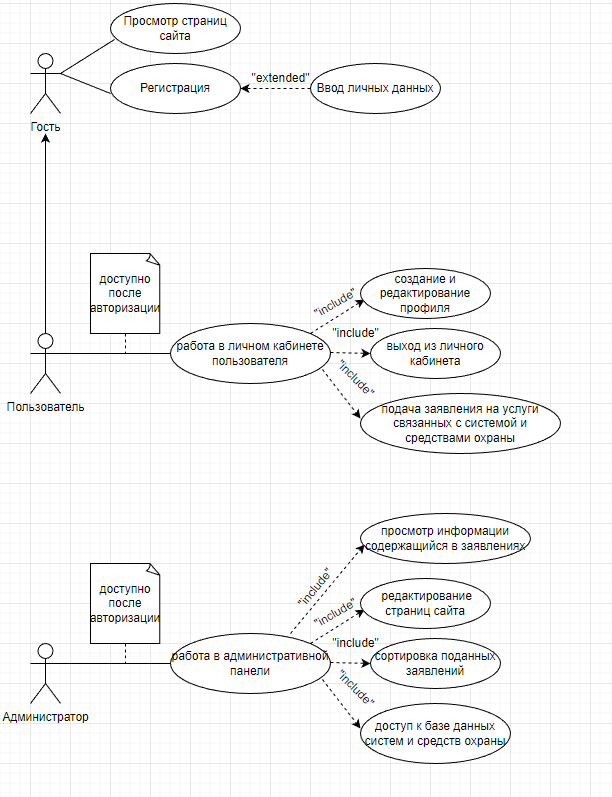 Просмотр страниц
сайта
Регистрация
"extended"
Ввод личных данных
Гость
доступно
после
авторизации
Пользователь
работа в личном кабинете
пользователя
"include"
создание и
редактирование
профиля
"include"
выход из личного
кабинета
"include"
подача заявления на услуги
связанных с системой и
средствами охраны
доступно
после
авторизации
Администратор
работа в административной
панели
"include"
просмотр информации
содержащийся в заявлениях
"include"
редактирование
страниц сайта
"include"
сортировка поданных
заявлений
"include"
доступ к базе данных
систем и средств охраны